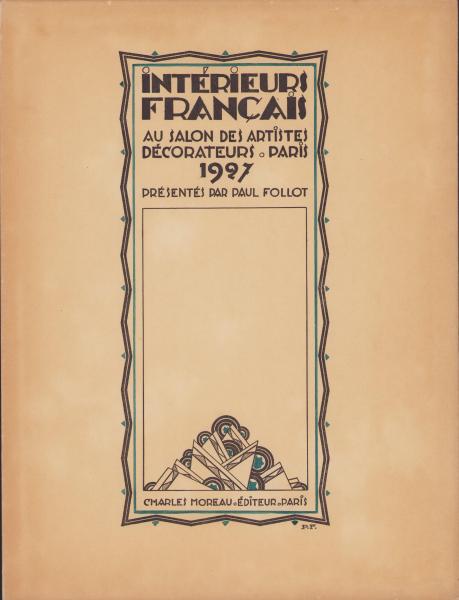 INTÉRIEURS
FRANÇAIS
AU SALON DES ARTISTES
DÉCORATEURS ○ PARIS
1927
PRÉSENTÉS PAR PAUL FOLLOT
CHARLES MOREAU ○ ÉDITEUR ○ PARIS
P.F.